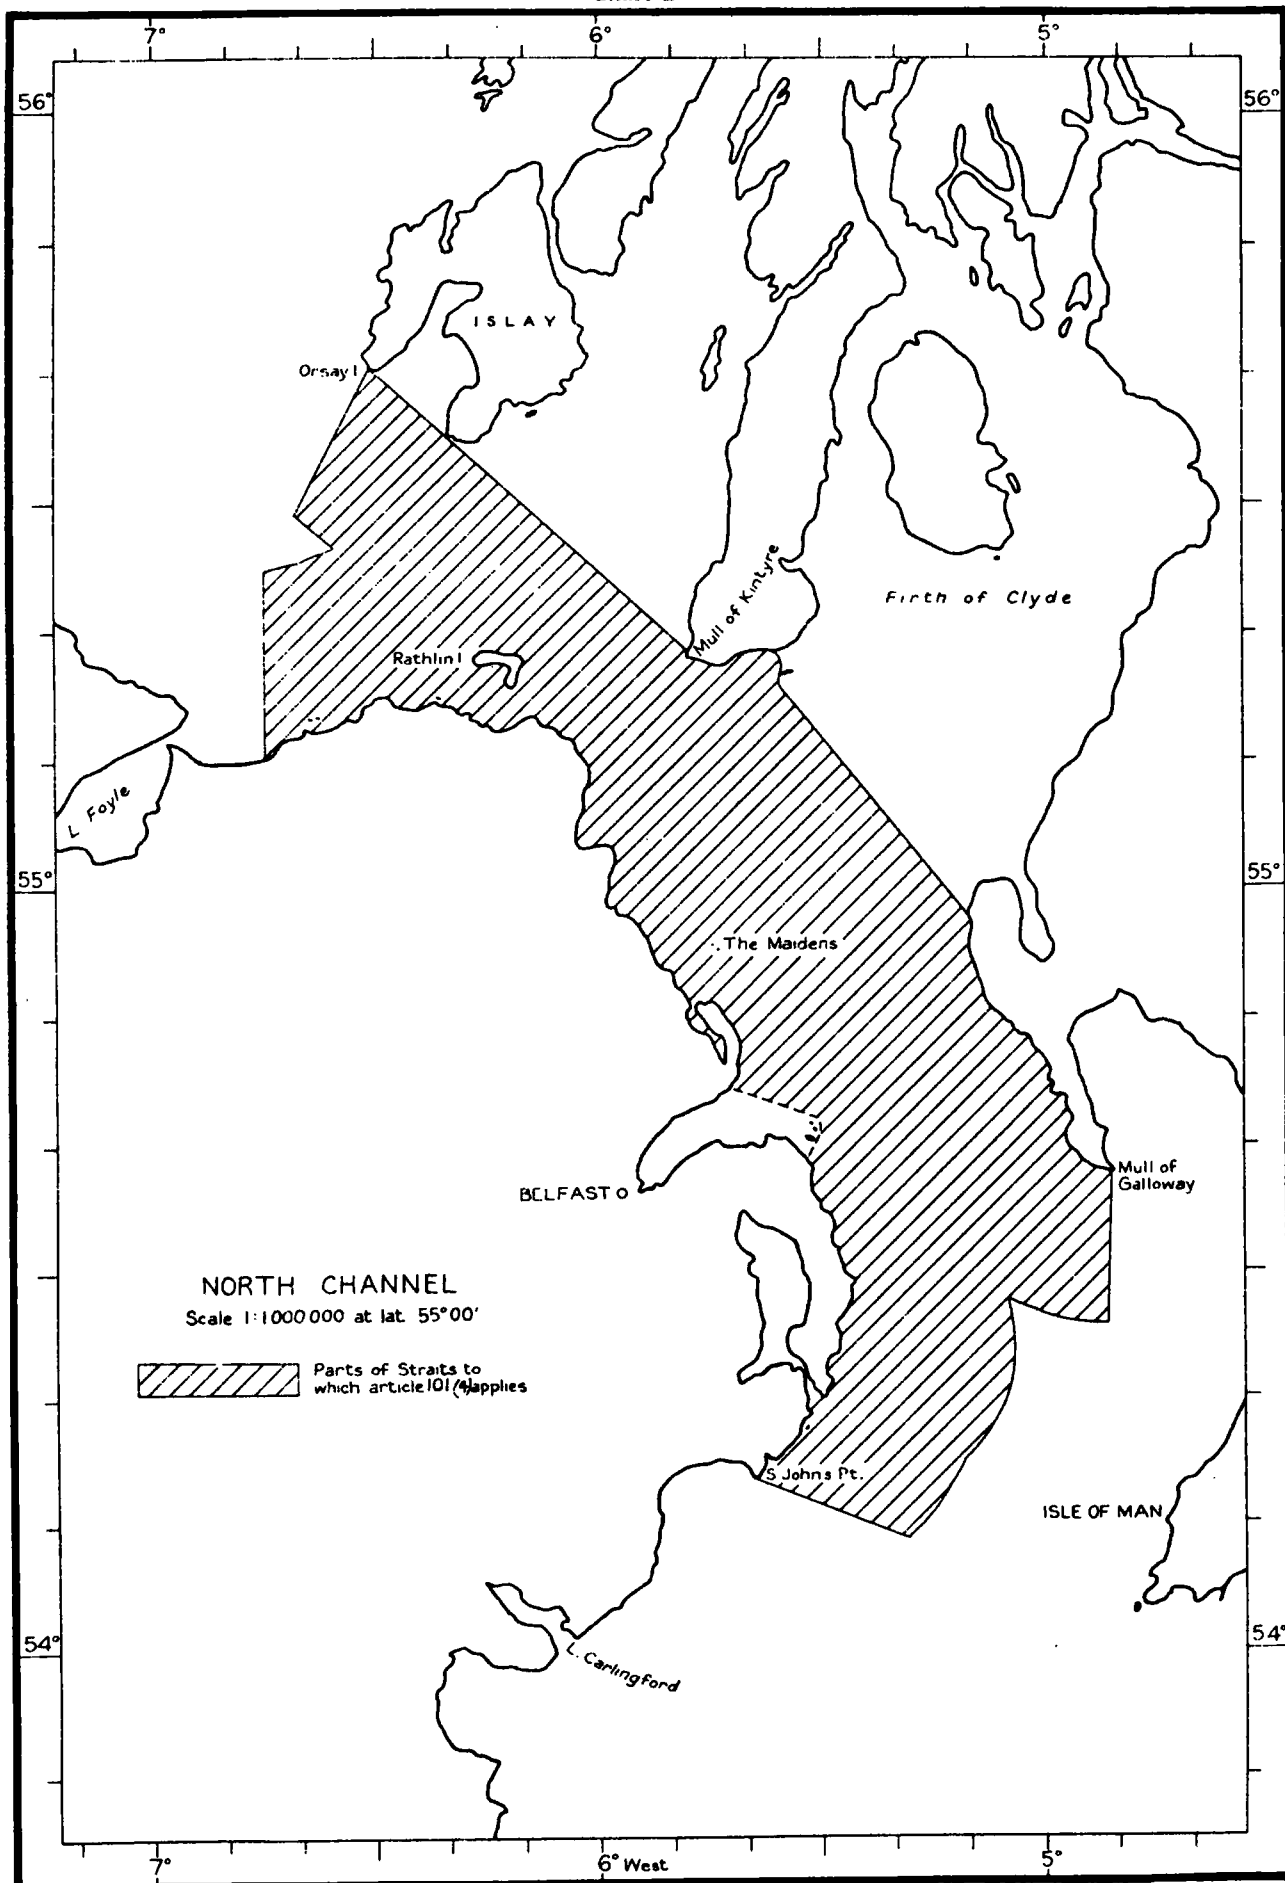 7° 6° 5°
56° 56°
ISLAY
Orsay I
Mull of Kintyre
Firth of Clyde
Rathlin I
L Foyle
55° 55°
The Maidens
Mull of
Galloway
BELFAST
NORTH CHANNEL
Scale 1:1000000 at lat. 55°00'
Parts of Straits to
which article 101(4) applies
S Johns Pt.
ISLE OF MAN
54° 54°
L. Carlingford
7° 6° West 5°